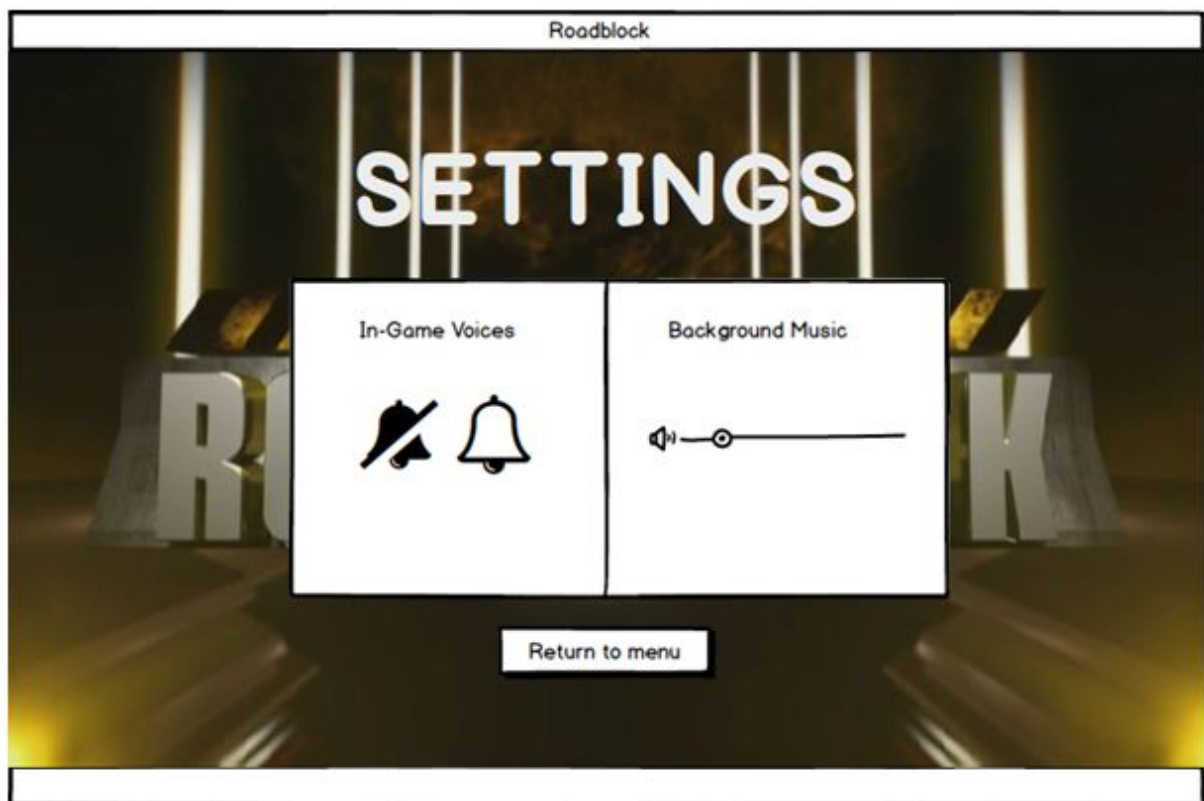 Roadblock
SETTINGS
In-Game Voices
Background Music
Return to menu